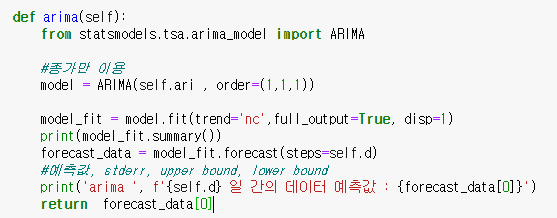 def arima(self):
from statsmodels.tsa.arima_model import ARIMA
#종가만 이용
model = ARIMA(self.ari , order=(1,1,1))
model_fit = model.fit(trend='nc',full_output=True, disp=1)
print(model_fit.summary())
forecast_data = model_fit.forecast(steps=self.d)
#예측값, stderr, upper bound, lower bound
print('arima ', f'{self.d} 일 간의 데이터 예측값 : {forecast_data[0]}')
return  forecast_data[0]